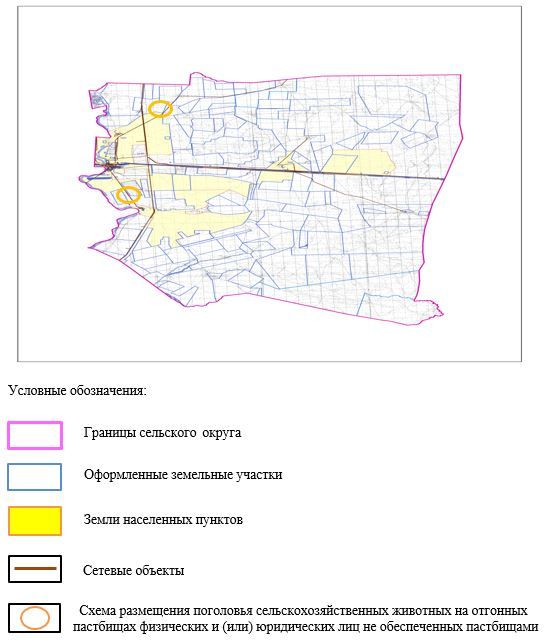 Условные обозначения:
Границы сельского округа
Оформленные земельные участки
Земли населенных пунктов
Сетевые объекты
Схема размещения поголовья сельскохозяйственных животных на отгонных
пастбищах физических и (или) юридических лиц не обеспеченных пастбищами